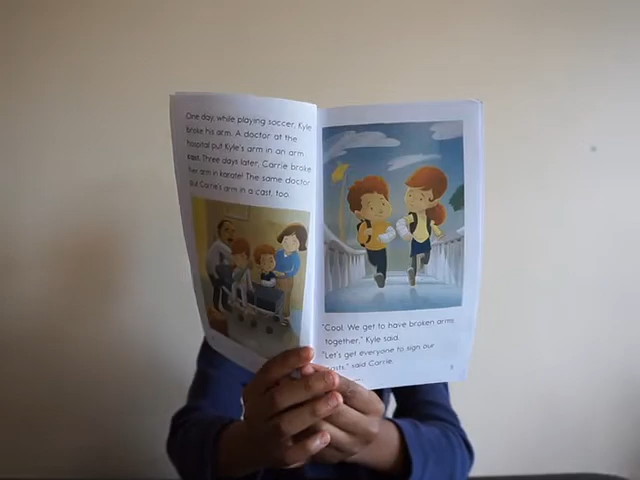 One day, while playing soccer, Kyle
broke his arm. A doctor at the
hospital put Kyle's arm in an arm
cast. Three days later, Carrie broke
her arm in karate! The same doctor
put Carrie's arm in a cast, too.
"Cool. We get to have broken arms
together," Kyle said.
"Let's get everyone to sign our
casts," said Carrie.